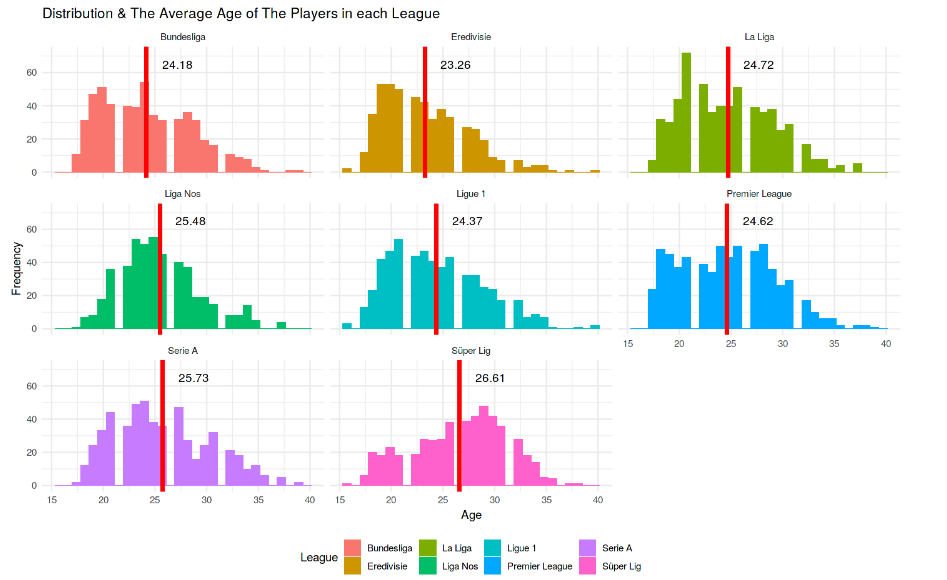 Distribution & The Average Age of The Players in each League
Bundesliga
Eredivisie
La Liga
24.18
23.26
24.72
60
40
20
0
Liga Nos
Ligue 1
Premier League
25.48
24.37
24.62
60
40
20
0
15 20 25 30 35 40
Serie A
Süper Lig
25.73
26.61
60
40
20
0
15 20 25 30 35 40
15 20 25 30 35 40
Frequency
Age
League
Bundesliga La Liga Ligue 1 Serie A
Eredivisie Liga Nos Premier League Süper Lig